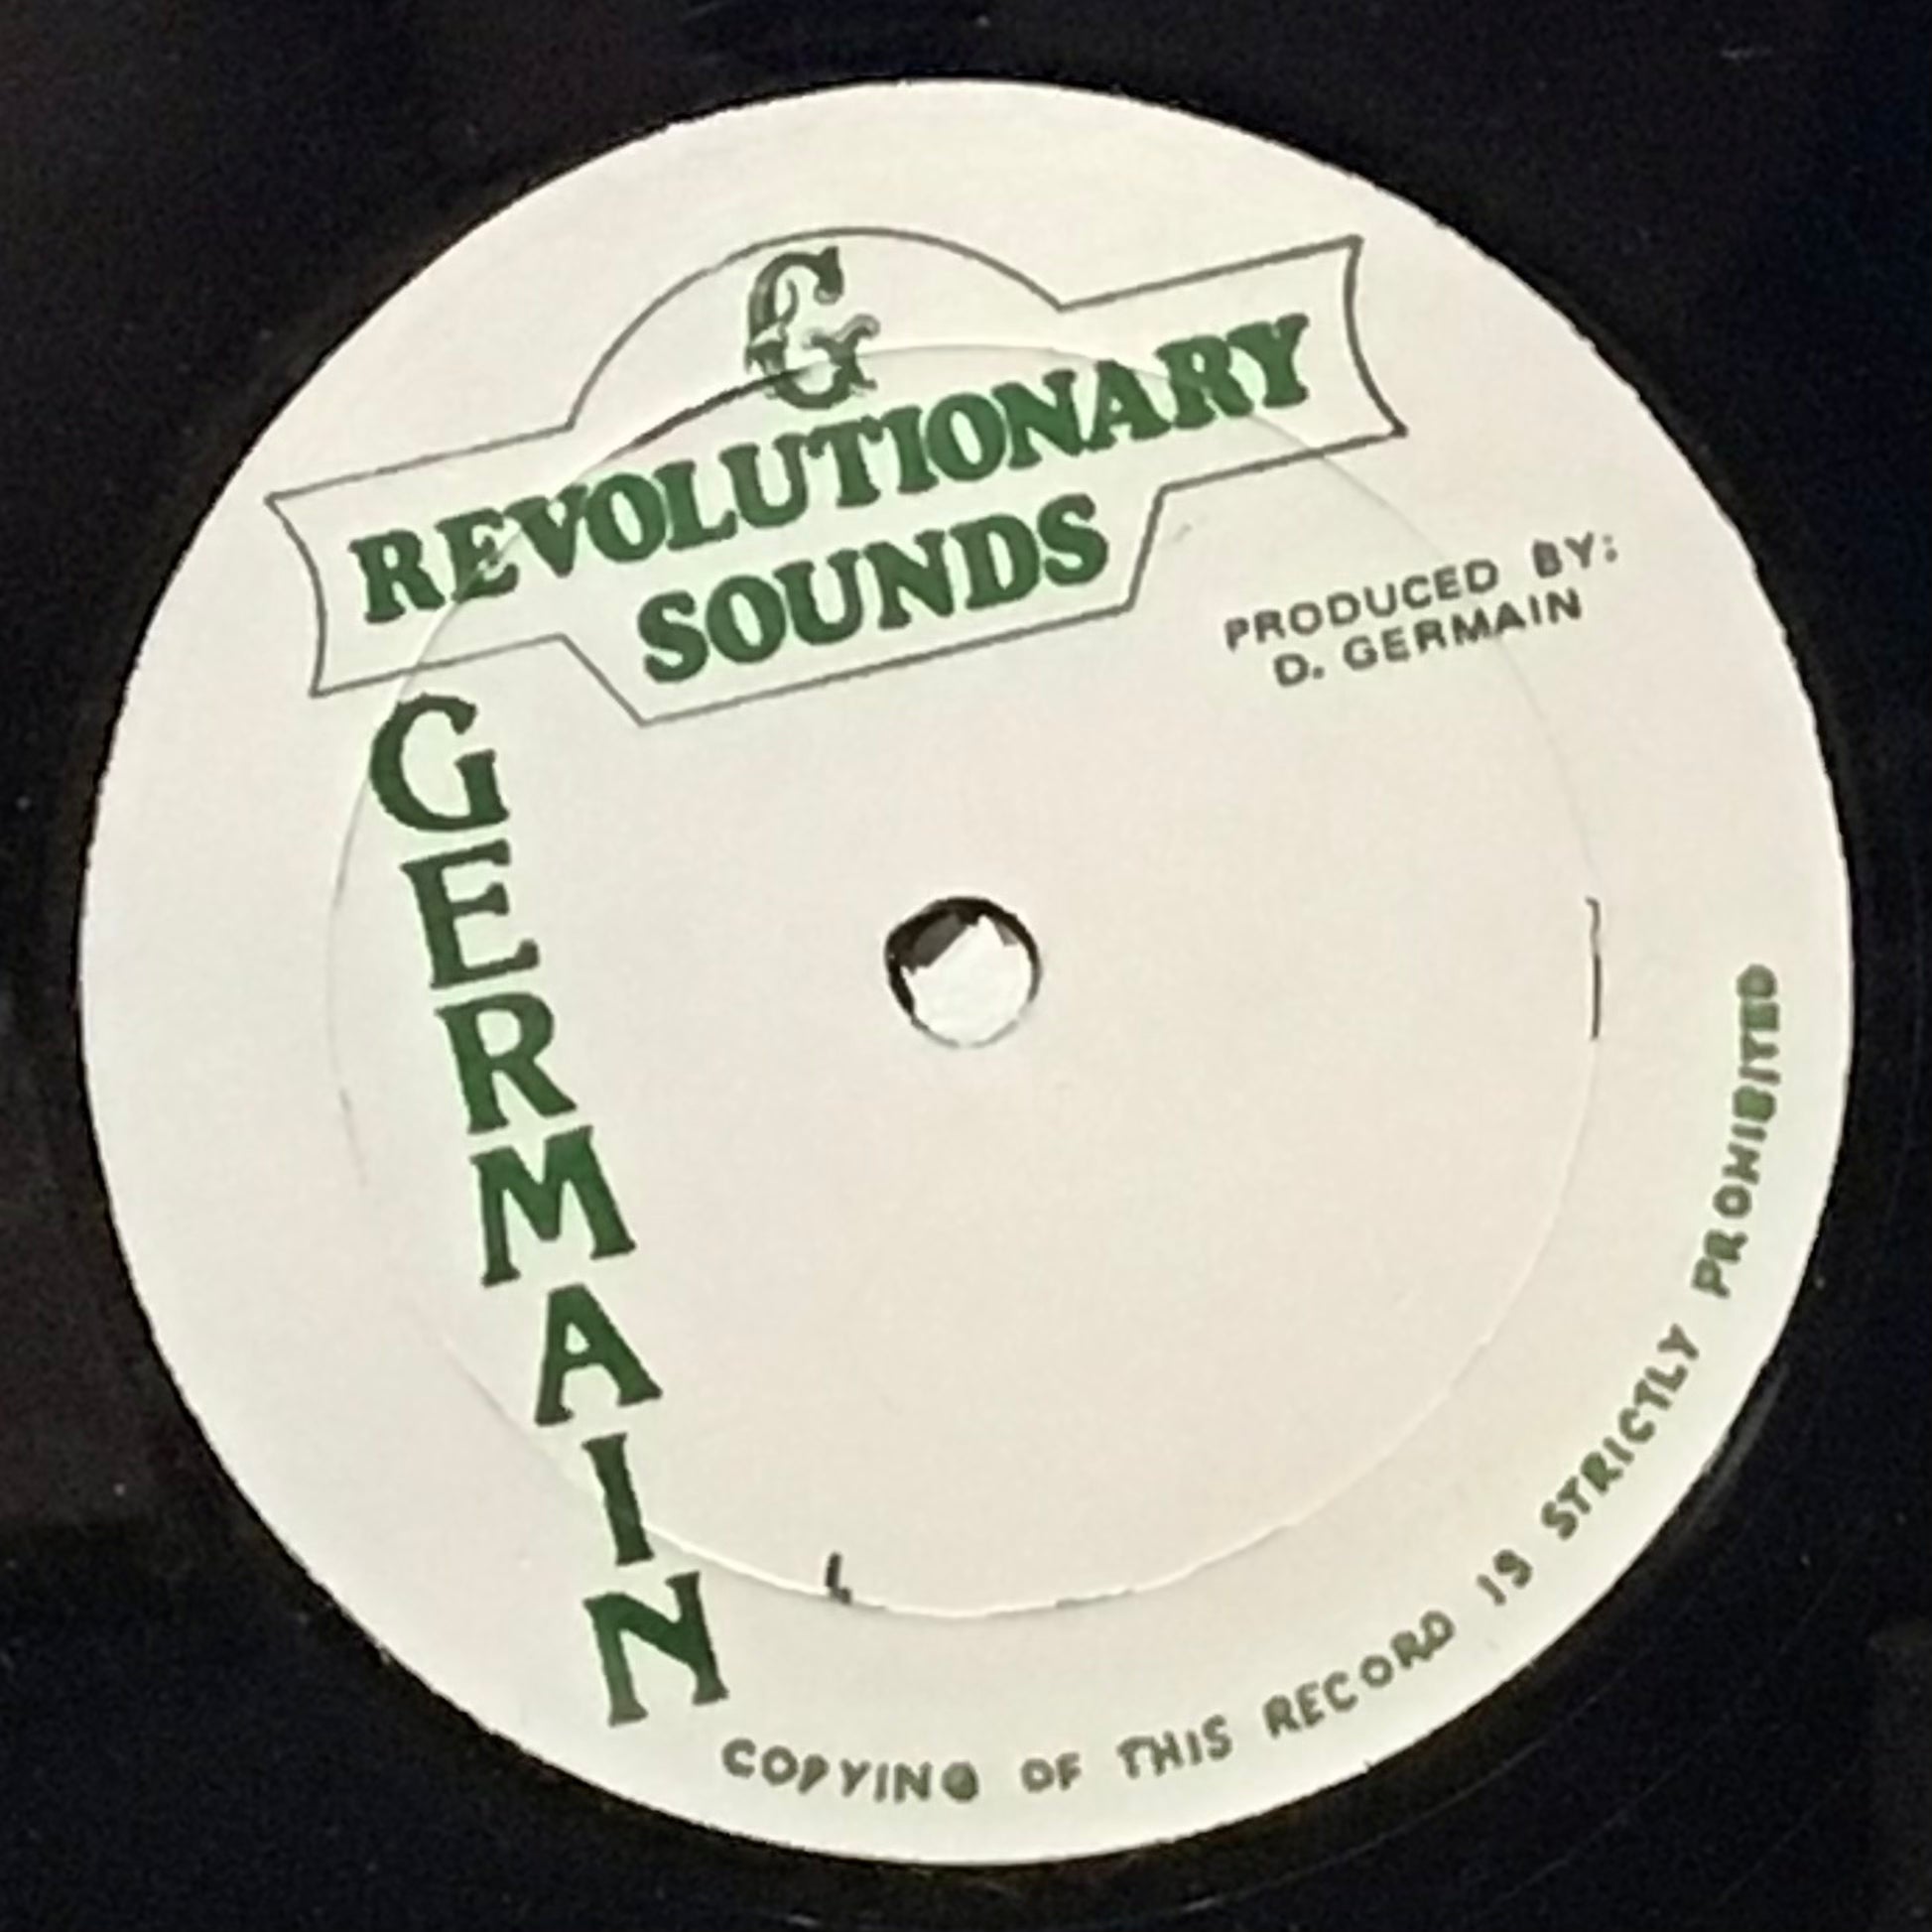 G
REVOLUTIONARY
SOUNDS
PRODUCED BY:
D. GERMAIN
GERMAIN
COPYING OF THIS RECORD IS STRICTLY PROHIBITED